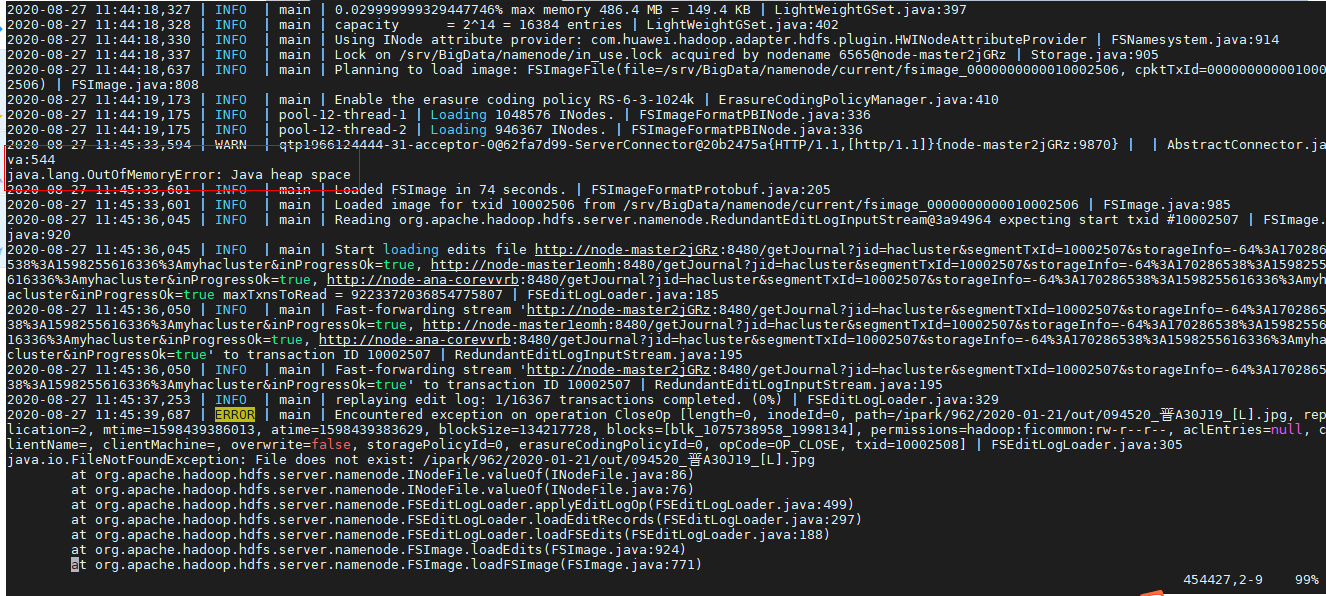 2020-08-27 11:44:18,327 | INFO  | main | 0.029999999329447746% max memory 486.4 MB = 149.4 KB | LightWeightGSet.java:397
2020-08-27 11:44:18,328 | INFO  | main | capacity      = 2^14 = 16384 entries | LightWeightGSet.java:402
2020-08-27 11:44:18,330 | INFO  | main | Using INode attribute provider: com.huawei.hadoop.adapter.hdfs.plugin.HWINodeAttributeProvider | FSNamesystem.java:914
2020-08-27 11:44:18,337 | INFO  | main | Lock on /srv/BigData/namenode/in_use.lock acquired by nodename 6565@node-master2jGRz | Storage.java:905
2020-08-27 11:44:18,637 | INFO  | main | Planning to load image: FSImageFile(file=/srv/BigData/namenode/current/fsimage_0000000000010002506, cpktTxId=000000000001000
2506) | FSImage.java:808
2020-08-27 11:44:19,173 | INFO  | main | Enable the erasure coding policy RS-6-3-1024k | ErasureCodingPolicyManager.java:410
2020-08-27 11:44:19,175 | INFO  | pool-12-thread-1 | Loading 1048576 INodes. | FSImageFormatPBINode.java:336
2020-08-27 11:44:19,175 | INFO  | pool-12-thread-2 | Loading 946367 INodes. | FSImageFormatPBINode.java:336
2020-08-27 11:45:33,594 | WARN  | qtp1966124444-31-acceptor-0@62fa7d99-ServerConnector@20b2475a{HTTP/1.1,[http/1.1]}{node-master2jGRz:9870} |  | AbstractConnector.ja
va:544
java.lang.OutOfMemoryError: Java heap space
2020-08-27 11:45:33,601 | INFO  | main | Loaded FSImage in 74 seconds. | FSImageFormatProtobuf.java:205
2020-08-27 11:45:33,601 | INFO  | main | Loaded image for txid 10002506 from /srv/BigData/namenode/current/fsimage_0000000000010002506 | FSImage.java:985
2020-08-27 11:45:36,045 | INFO  | main | Reading org.apache.hadoop.hdfs.server.namenode.RedundantEditLogInputStream@3a94964 expecting start txid #10002507 | FSImage.
java:920
2020-08-27 11:45:36,045 | INFO  | main | Start loading edits file http://node-master2jGRz:8480/getJournal?jid=hacluster&segmentTxId=10002507&storageInfo=-64%3A170286
538%3A1598255616336%3Amyhacluster&inProgressOk=true, http://node-master1eomh:8480/getJournal?jid=hacluster&segmentTxId=10002507&storageInfo=-64%3A170286538%3A1598255
616336%3Amyhacluster&inProgressOk=true, http://node-ana-corevvrb:8480/getJournal?jid=hacluster&segmentTxId=10002507&storageInfo=-64%3A170286538%3A1598255616336%3Amyh
acluster&inProgressOk=true maxTxnsToRead = 9223372036854775807 | FSEditLogLoader.java:185
2020-08-27 11:45:36,050 | INFO  | main | Fast-forwarding stream 'http://node-master2jGRz:8480/getJournal?jid=hacluster&segmentTxId=10002507&storageInfo=-64%3A1702865
38%3A1598255616336%3Amyhacluster&inProgressOk=true, http://node-master1eomh:8480/getJournal?jid=hacluster&segmentTxId=10002507&storageInfo=-64%3A170286538%3A15982556
16336%3Amyhacluster&inProgressOk=true, http://node-ana-corevvrb:8480/getJournal?jid=hacluster&segmentTxId=10002507&storageInfo=-64%3A170286538%3A1598255616336%3Amyha
cluster&inProgressOk=true' to transaction ID 10002507 | RedundantEditLogInputStream.java:195
2020-08-27 11:45:36,050 | INFO  | main | Fast-forwarding stream 'http://node-master2jGRz:8480/getJournal?jid=hacluster&segmentTxId=10002507&storageInfo=-64%3A1702865
38%3A1598255616336%3Amyhacluster&inProgressOk=true' to transaction ID 10002507 | RedundantEditLogInputStream.java:195
2020-08-27 11:45:37,253 | INFO  | main | replaying edit log: 1/16367 transactions completed. (0%) | FSEditLogLoader.java:329
2020-08-27 11:45:39,687 | ERROR | main | Encountered exception on operation CloseOp [length=0, inodeId=0, path=/ipark/962/2020-01-21/out/094520_晋A30J19_[L].jpg, rep
lication=2, mtime=1598439386013, atime=1598439383629, blockSize=134217728, blocks=[blk_1075738958_1998134], permissions=hadoop:ficommon:rw-r--r--, aclEntries=null, c
lientName=, clientMachine=, overwrite=false, storagePolicyId=0, erasureCodingPolicyId=0, opCode=OP_CLOSE, txid=10002508] | FSEditLogLoader.java:305
java.io.FileNotFoundException: File does not exist: /ipark/962/2020-01-21/out/094520_晋A30J19_[L].jpg
        at org.apache.hadoop.hdfs.server.namenode.INodeFile.valueOf(INodeFile.java:86)
        at org.apache.hadoop.hdfs.server.namenode.INodeFile.valueOf(INodeFile.java:76)
        at org.apache.hadoop.hdfs.server.namenode.FSEditLogLoader.applyEditLogOp(FSEditLogLoader.java:499)
        at org.apache.hadoop.hdfs.server.namenode.FSEditLogLoader.loadEditRecords(FSEditLogLoader.java:297)
        at org.apache.hadoop.hdfs.server.namenode.FSEditLogLoader.loadFSEdits(FSEditLogLoader.java:188)
        at org.apache.hadoop.hdfs.server.namenode.FSImage.loadEdits(FSImage.java:924)
        at org.apache.hadoop.hdfs.server.namenode.FSImage.loadFSImage(FSImage.java:771)
454427,2-9    99%